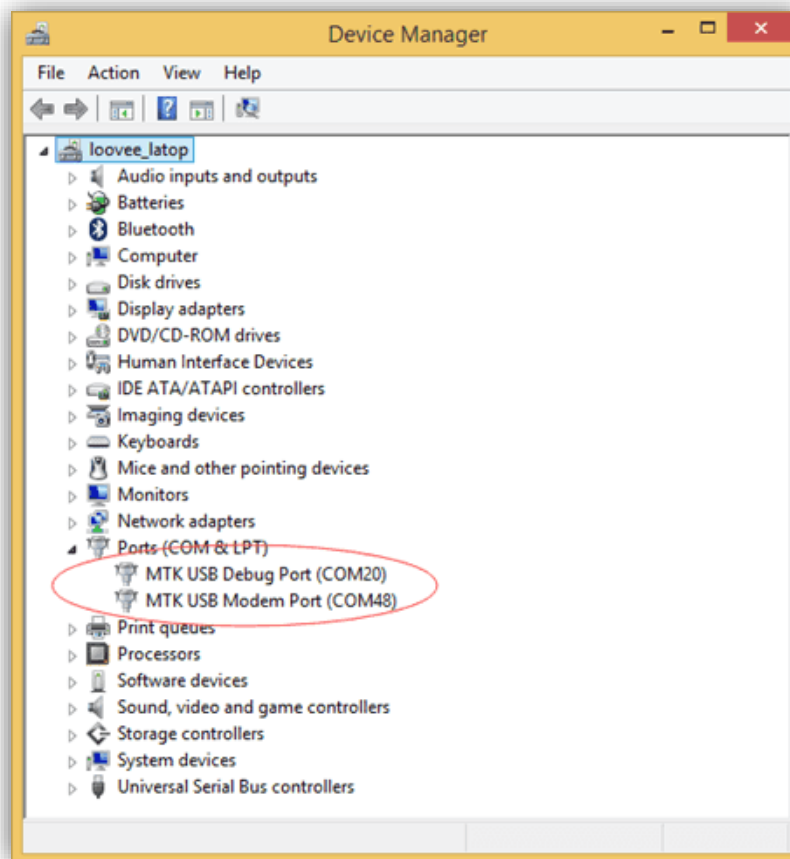 Device Manager
File Action View Help
loovee_latop
Audio inputs and outputs
Batteries
Bluetooth
Computer
Disk drives
Display adapters
DVD/CD-ROM drives
Human Interface Devices
IDE ATA/ATAPI controllers
Imaging devices
Keyboards
Mice and other pointing devices
Monitors
Network adapters
Ports (COM & LPT)
MTK USB Debug Port (COM20)
MTK USB Modem Port (COM48)
Print queues
Processors
Software devices
Sound, video and game controllers
Storage controllers
System devices
Universal Serial Bus controllers